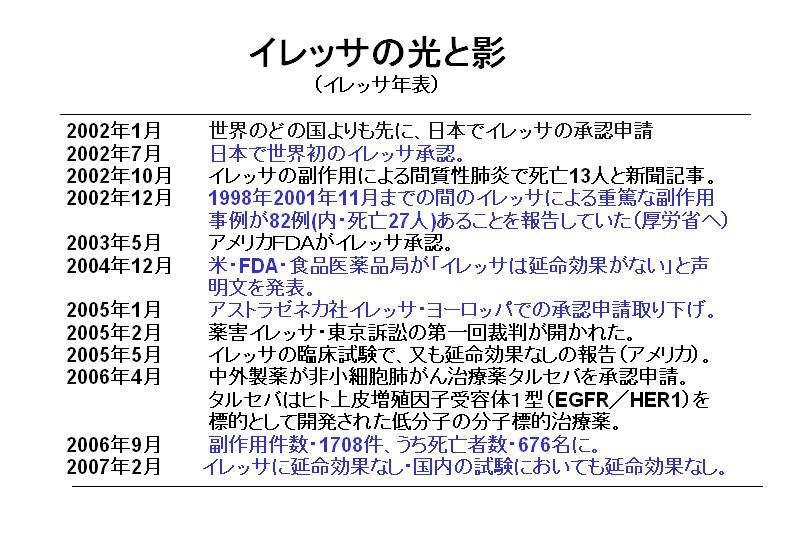 イレッサの光と影
（イレッサ年表）
2002年1月 世界のどの国よりも先に、日本でイレッサの承認申請
2002年7月 日本で世界初のイレッサ承認。
2002年10月 イレッサの副作用による間質性肺炎で死亡13人と新聞記事。
2002年12月 1998年2001年11月までの間のイレッサによる重篤な副作用
事例が82例(内・死亡27人)あることを報告していた（厚労省へ）
2003年5月 アメリカFDAがイレッサ承認。
2004年12月 米・FDA・食品医薬品局が「イレッサは延命効果がない」と声
明文を発表。
2005年1月 アストラゼネカ社イレッサ・ヨーロッパでの承認申請取り下げ。
2005年2月 薬害イレッサ・東京訴訟の第一回裁判が開かれた。
2005年5月 イレッサの臨床試験で、又も延命効果なしの報告（アメリカ）。
2006年4月 中外製薬が非小細胞肺がん治療薬タルセバを承認申請。
タルセバはヒト上皮増殖因子受容体１型（EGFR／HER1）を
標的として開発された低分子の分子標的治療薬。
2006年9月 副作用件数・1708件、うち死亡者数・676名に。
2007年2月 イレッサに延命効果なし・国内の試験においても延命効果なし。